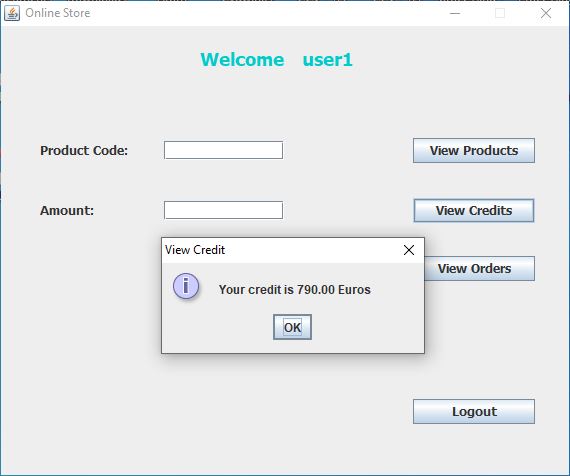 Online Store
Welcome user1
Product Code:
View Products
Amount:
View Credits
View Credit
Your credit is 790.00 Euros
OK
View Orders
Logout